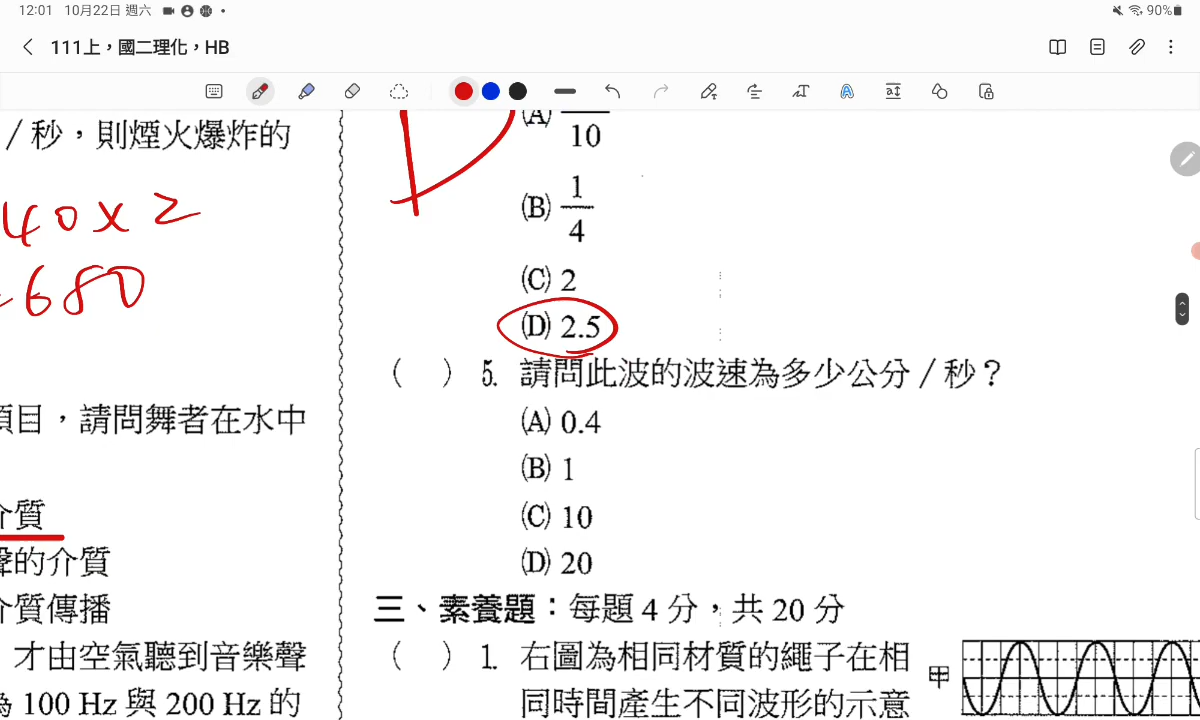 12:01 10月22日 週六 90%
111上，國二理化，HB
／秒，則煙火爆炸的
40x2
680
項目，請問舞者在水中
介質
聲的介質
介質傳播
才由空氣聽到音樂聲
為 100 Hz 與 200 Hz 的
D
(A) 10
(B) 1/4
(C) 2
(D) 2.5
( ) 5. 請問此波的波速為多少公分／秒？
(A) 0.4
(B) 1
(C) 10
(D) 20
三、素養題：每題 4 分，共 20 分
( ) 1. 右圖為相同材質的繩子在相
同時間產生不同波形的示意
甲